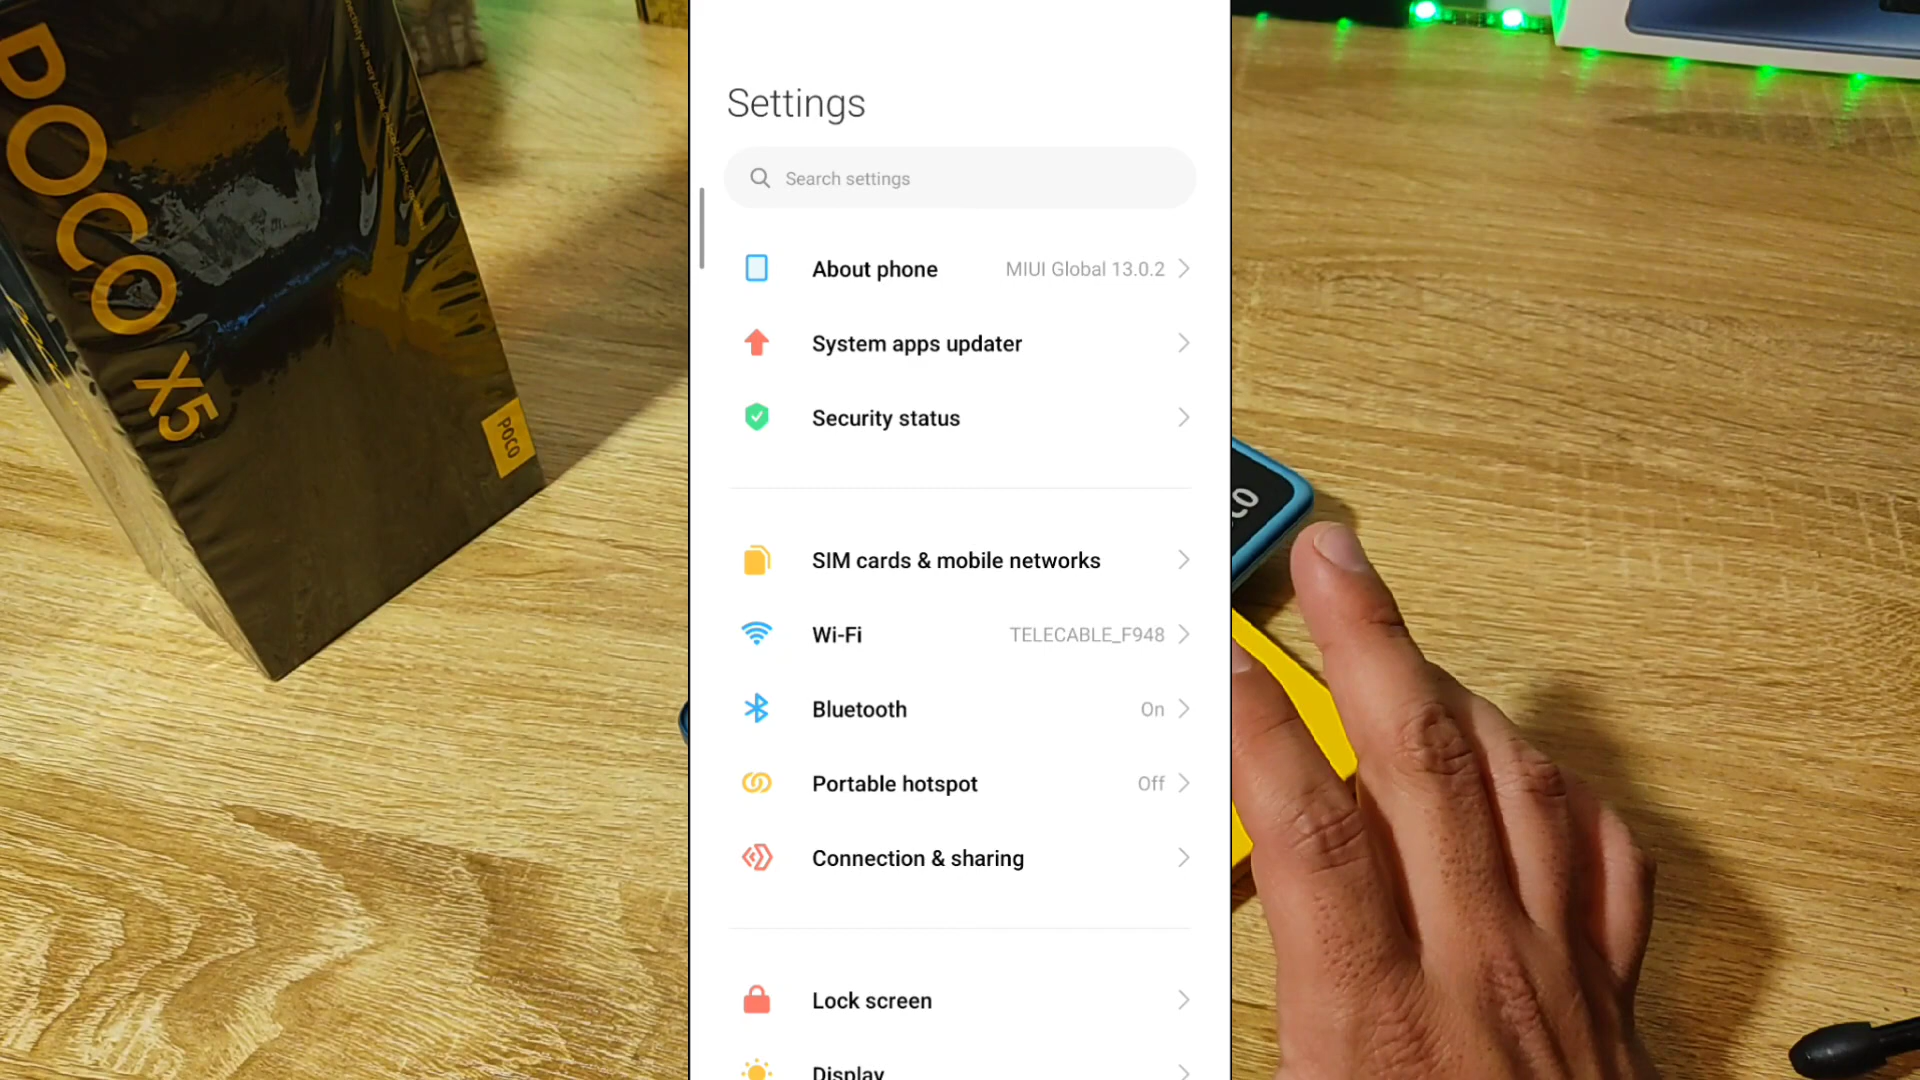 POCO X5
POCO
Settings
Search settings
About phone MIUI Global 13.0.2
System apps updater
Security status
SIM cards & mobile networks
Wi-Fi TELECABLE_F948
Bluetooth On
Portable hotspot Off
Connection & sharing
Lock screen
Display